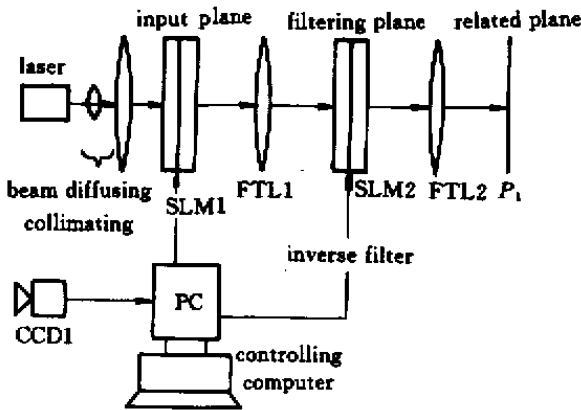 input plane
filtering plane
related plane
laser
beam diffusing
collimating
SLM1
FTL1
SLM2
FTL2
P₁
inverse filter
PC
CCD1
controlling
computer